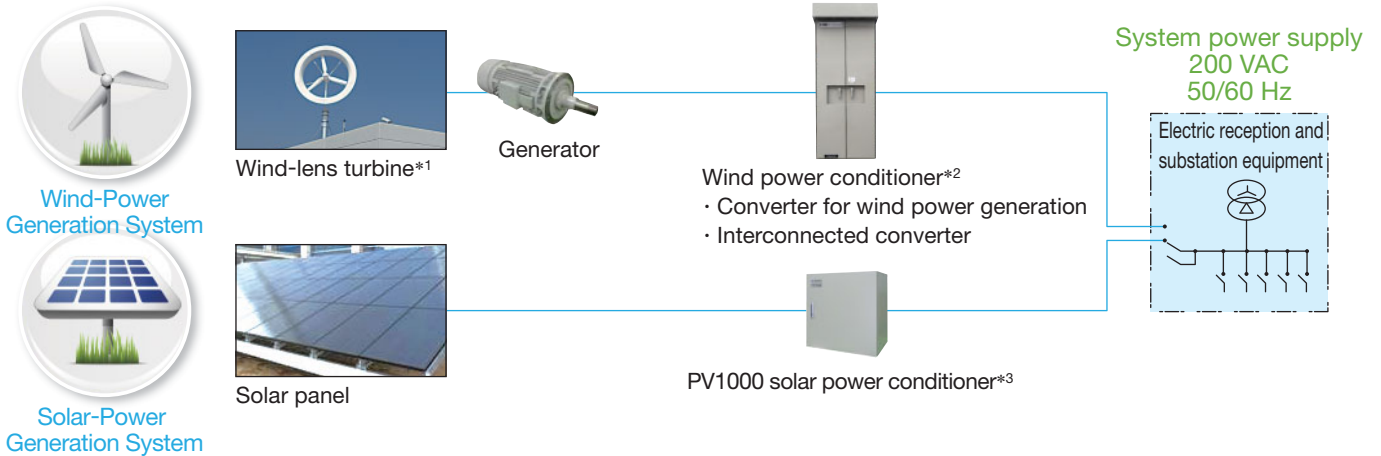 System power supply
200 VAC
50/60 Hz
Electric reception and
substation equipment
Wind-lens turbine*1
Generator
Wind power conditioner*2
· Converter for wind power generation
· Interconnected converter
Wind-Power
Generation System
Solar panel
PV1000 solar power conditioner*3
Solar-Power
Generation System